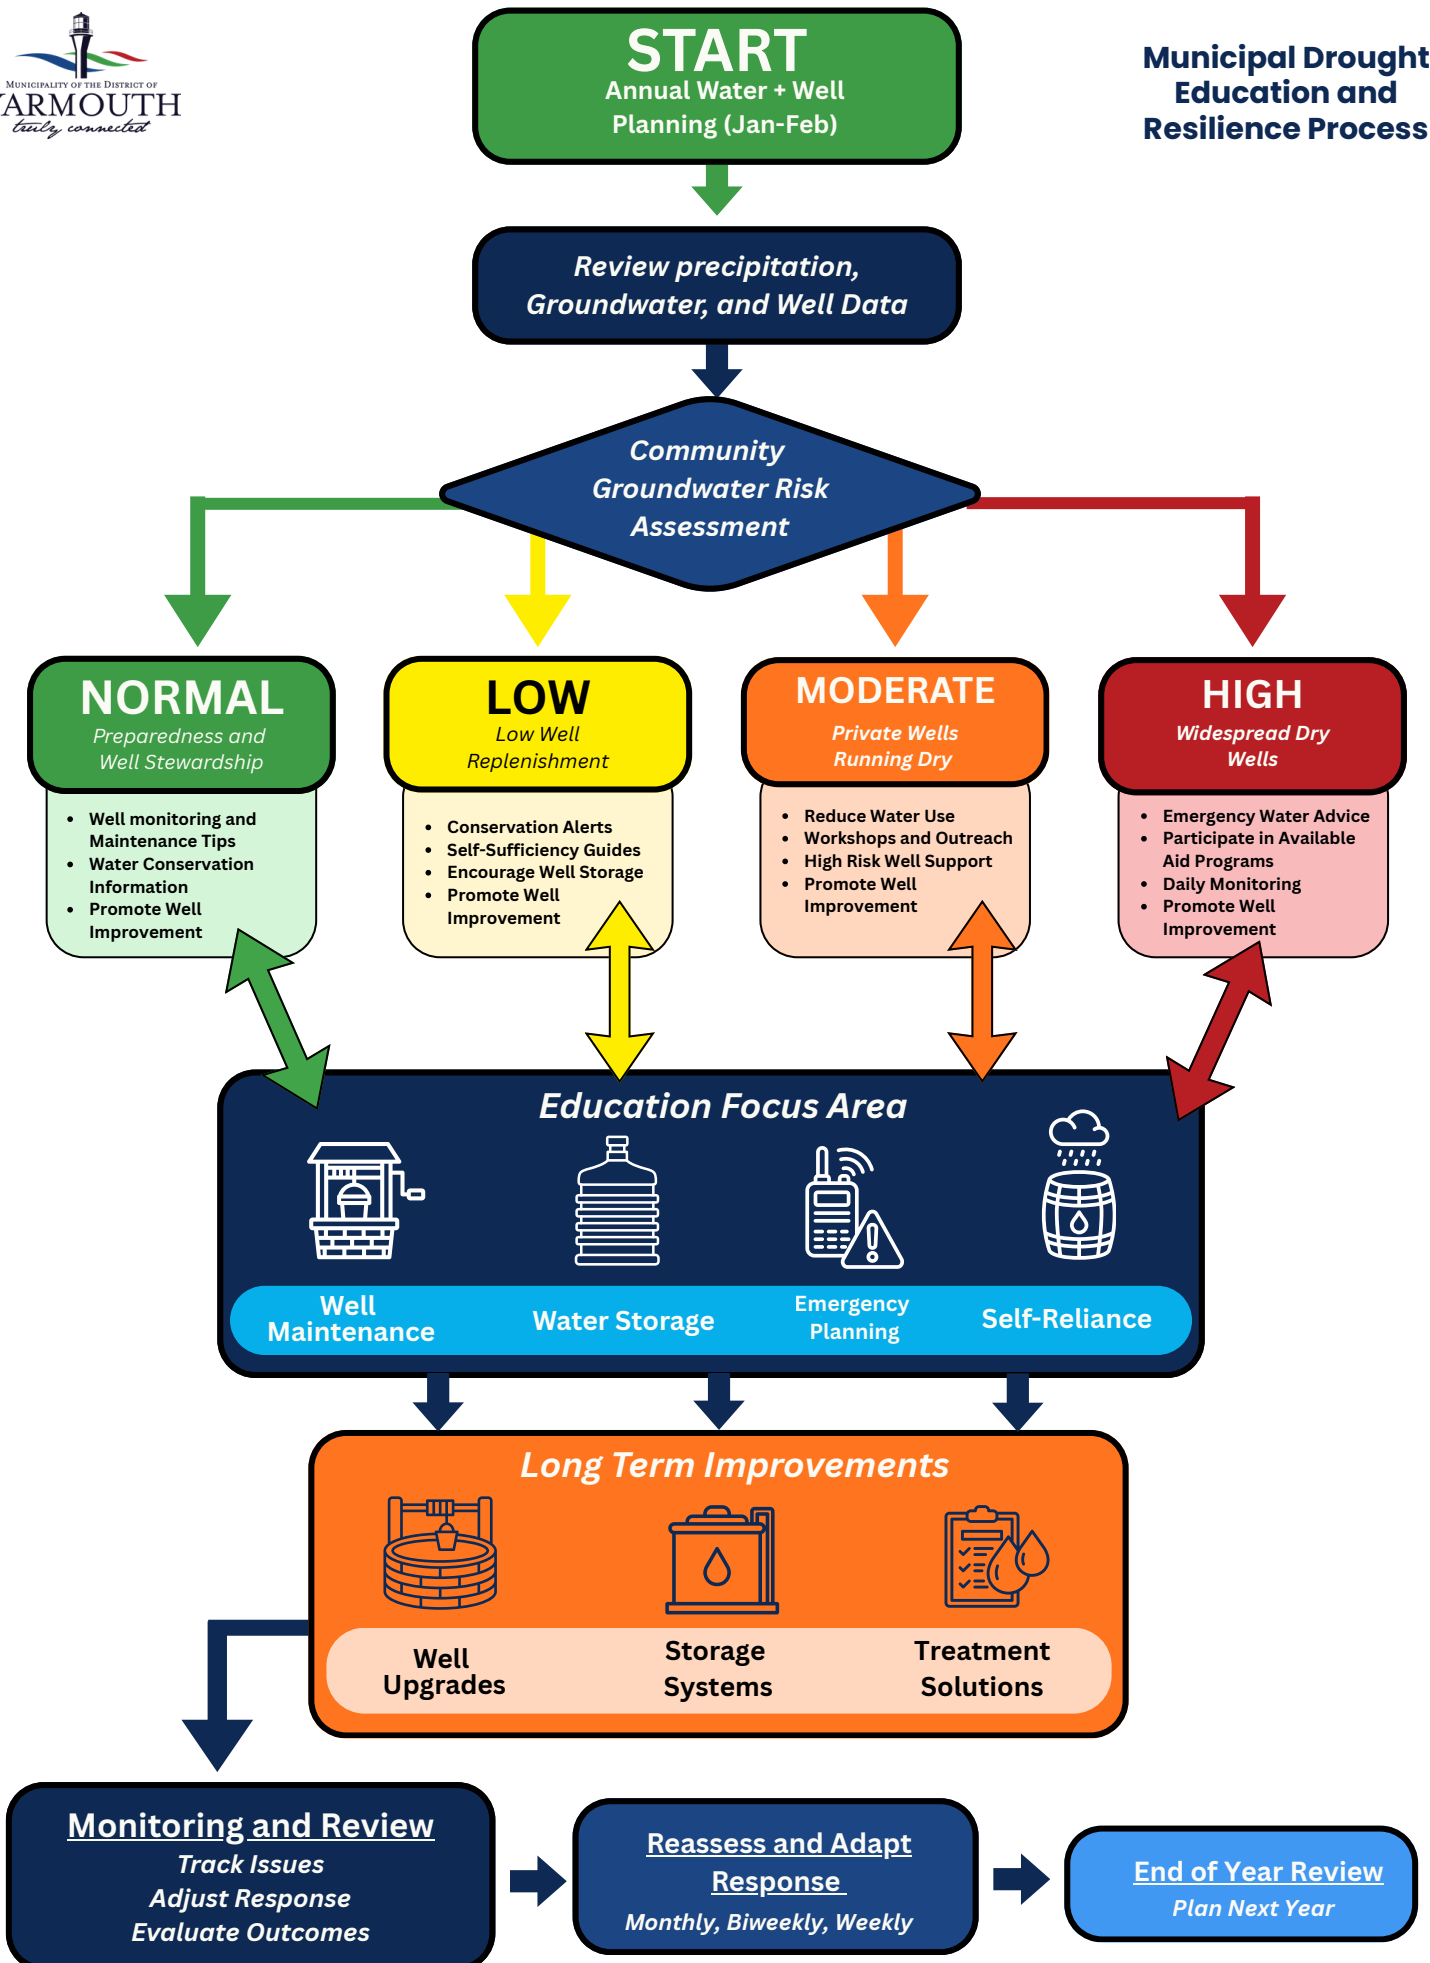 MUNICIPALITY OF THE DISTRICT OF
YARMOUTH
truly connected
START
Annual Water + Well
Planning (Jan-Feb)
Municipal Drought
Education and
Resilience Process
Review precipitation,
Groundwater, and Well Data
Community
Groundwater Risk
Assessment
NORMAL
Preparedness and
Well Stewardship
• Well monitoring and
Maintenance Tips
• Water Conservation
Information
• Promote Well
Improvement
LOW
Low Well
Replenishment
• Conservation Alerts
• Self-Sufficiency Guides
• Encourage Well Storage
• Promote Well
Improvement
MODERATE
Private Wells
Running Dry
• Reduce Water Use
• Workshops and Outreach
• High Risk Well Support
• Promote Well
Improvement
HIGH
Widespread Dry
Wells
• Emergency Water Advice
• Participate in Available
Aid Programs
• Daily Monitoring
• Promote Well
Improvement
Education Focus Area
Well
Maintenance
Water Storage
Emergency
Planning
Self-Reliance
Long Term Improvements
Well
Upgrades
Storage
Systems
Treatment
Solutions
Monitoring and Review
Track Issues
Adjust Response
Evaluate Outcomes
Reassess and Adapt
Response
Monthly, Biweekly, Weekly
End of Year Review
Plan Next Year